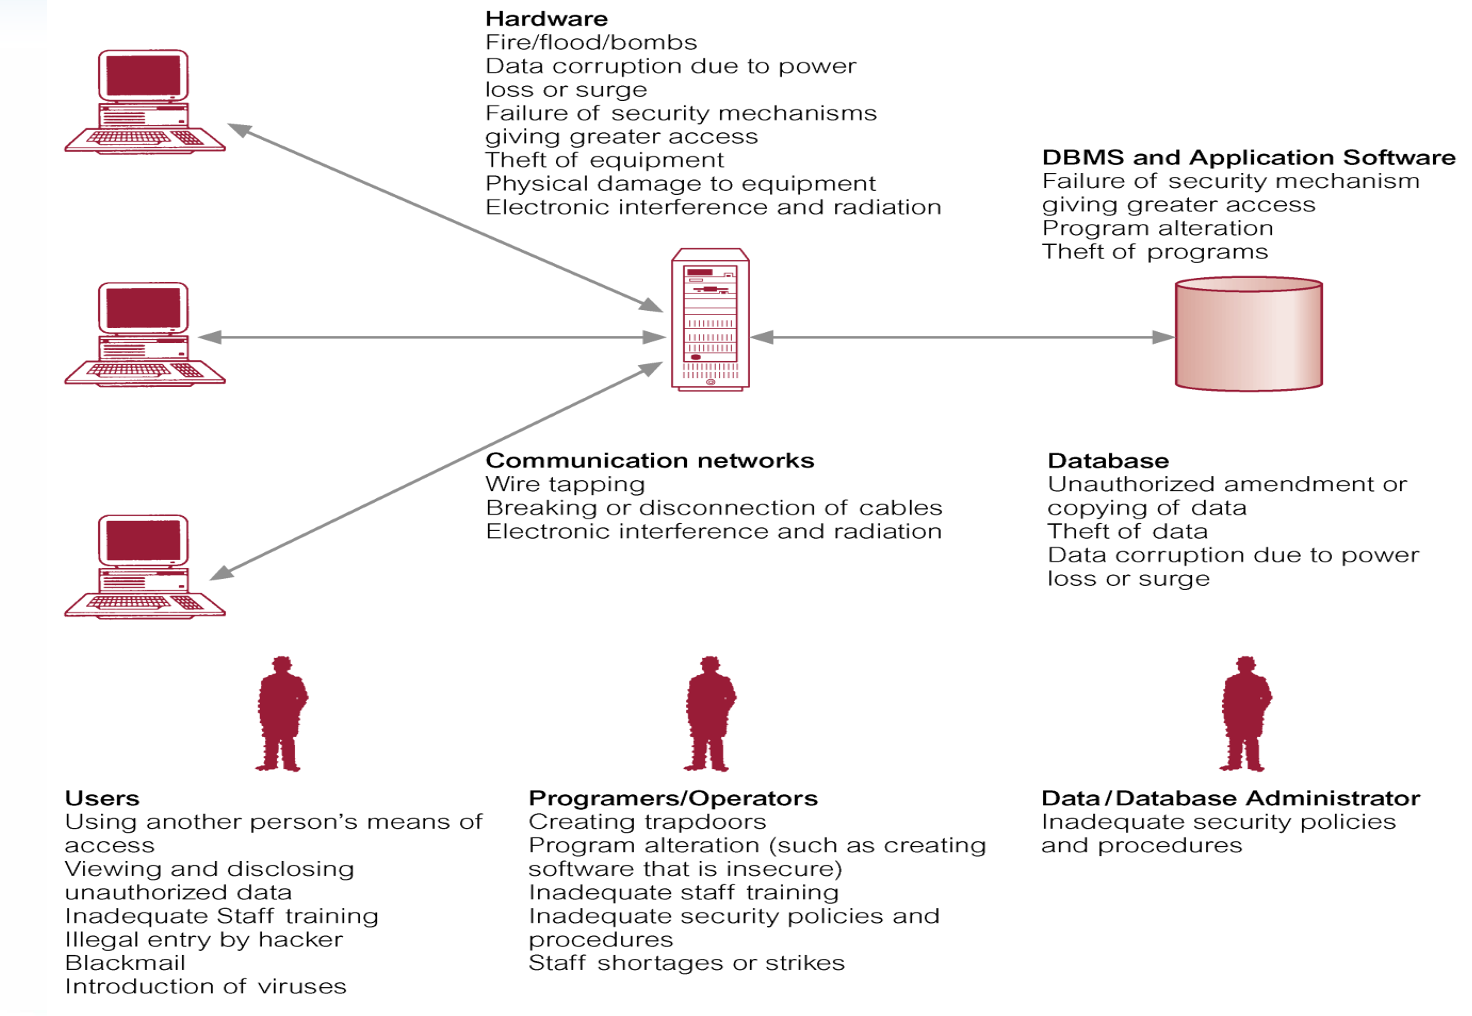 Hardware
Fire/flood/bombs
Data corruption due to power
loss or surge
Failure of security mechanisms
giving greater access
Theft of equipment
Physical damage to equipment
Electronic interference and radiation
DBMS and Application Software
Failure of security mechanism
giving greater access
Program alteration
Theft of programs
Communication networks
Wire tapping
Breaking or disconnection of cables
Electronic interference and radiation
Database
Unauthorized amendment or
copying of data
Theft of data
Data corruption due to power
loss or surge
Users
Using another person's means of
access
Viewing and disclosing
unauthorized data
Inadequate Staff training
Illegal entry by hacker
Blackmail
Introduction of viruses
Programers/Operators
Creating trapdoors
Program alteration (such as creating
software that is insecure)
Inadequate staff training
Inadequate security policies and
procedures
Staff shortages or strikes
Data/Database Administrator
Inadequate security policies
and procedures